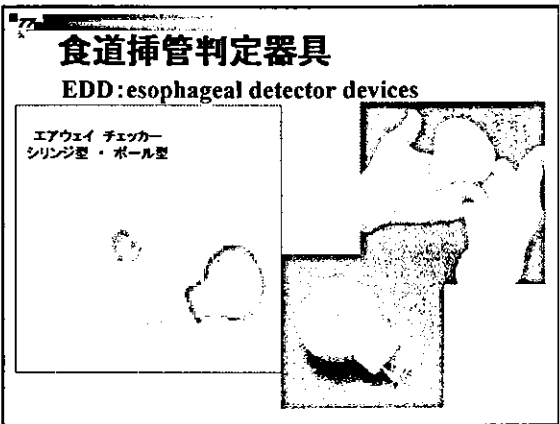 77
食道挿管判定器具
EDD:esophageal detector devices
エアウェイ チェッカー
シリンジ型 ・ ボール型